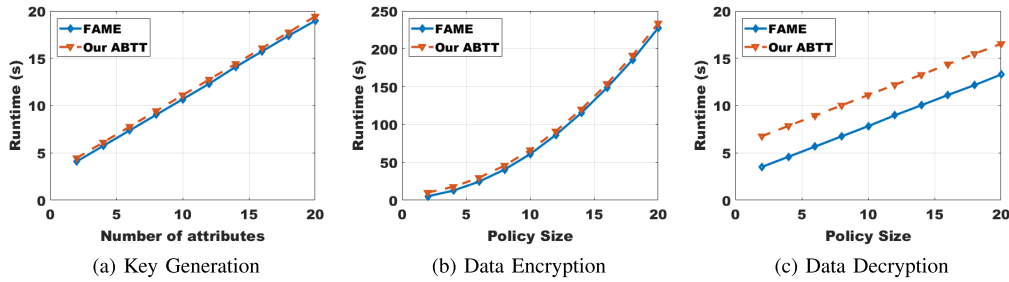 FAME
Our ABTT
Runtime (s)
20
15
10
5
0
0
5
10
15
20
Number of attributes
(a) Key Generation
FAME
Our ABTT
Runtime (s)
250
200
150
100
50
0
0
5
10
15
20
Policy Size
(b) Data Encryption
FAME
Our ABTT
Runtime (s)
20
15
10
5
0
0
5
10
15
20
Policy Size
(c) Data Decryption